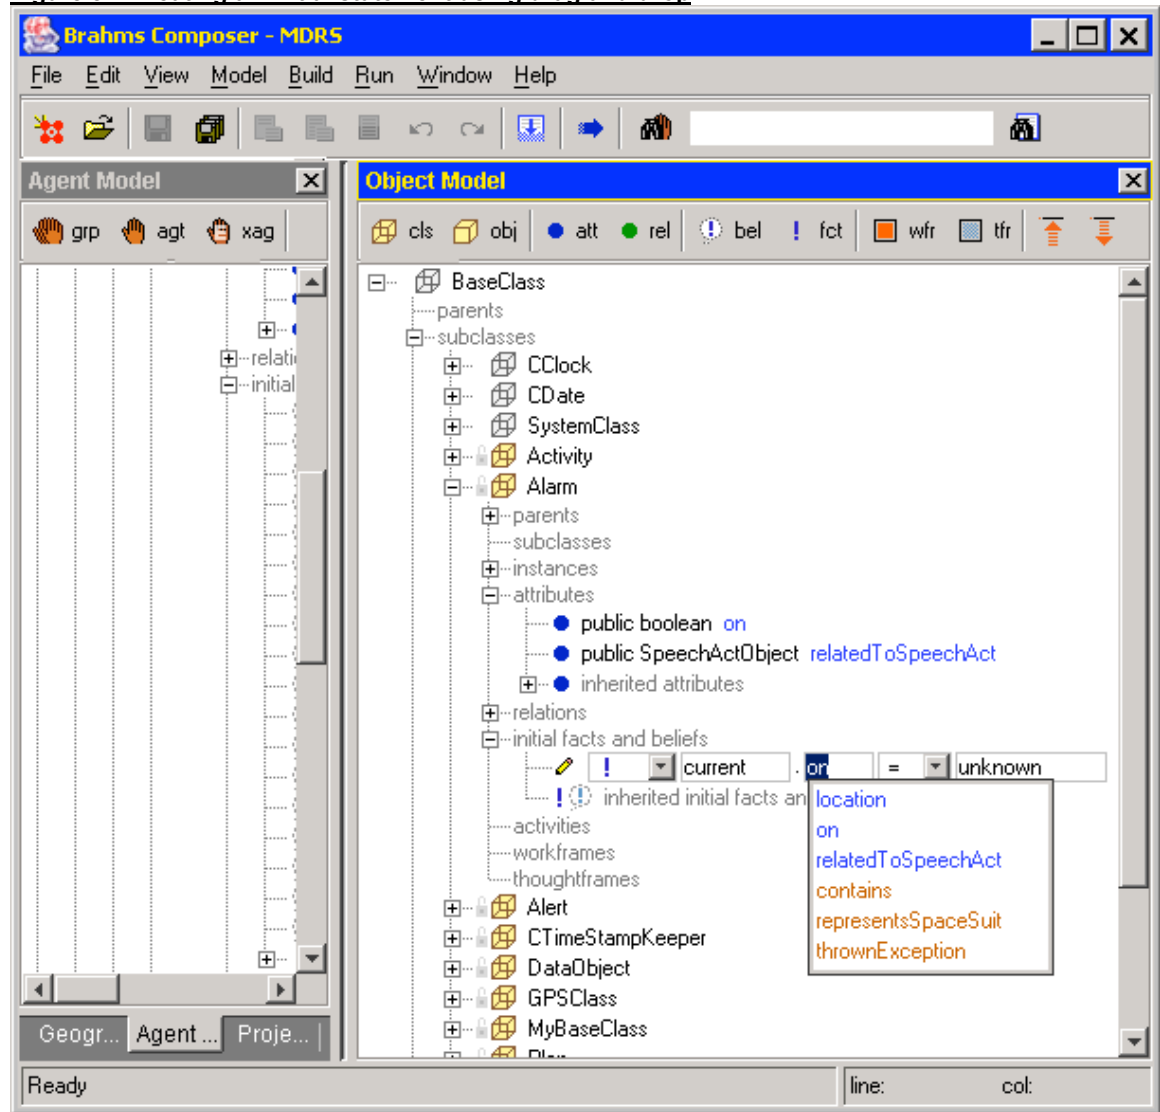 Brahms Composer - MDRS
File Edit View Model Build Run Window Help
Agent Model
grp agt xag
relati
initial
Geogr... Agent ... Proje...
Object Model
cls obj att rel bel ! fct wfr tfr
BaseClass
parents
subclasses
CClock
CDate
SystemClass
Activity
Alarm
parents
subclasses
instances
attributes
public boolean on
public SpeechActObject relatedToSpeechAct
inherited attributes
relations
initial facts and beliefs
! current . on = unknown
! inherited initial facts an
location
on
relatedToSpeechAct
contains
representsSpaceSuit
thrownException
activities
workframes
thoughtframes
Alert
CTimeStampKeeper
DataObject
GPSClass
MyBaseClass
Ready line: col: